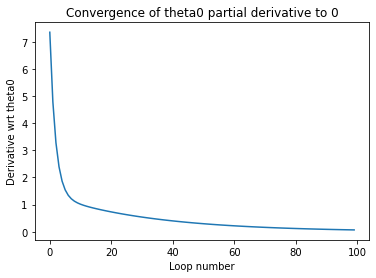 Convergence of theta0 partial derivative to 0
7
6
5
4
3
2
1
0
Derivative wrt theta0
0 20 40 60 80 100
Loop number